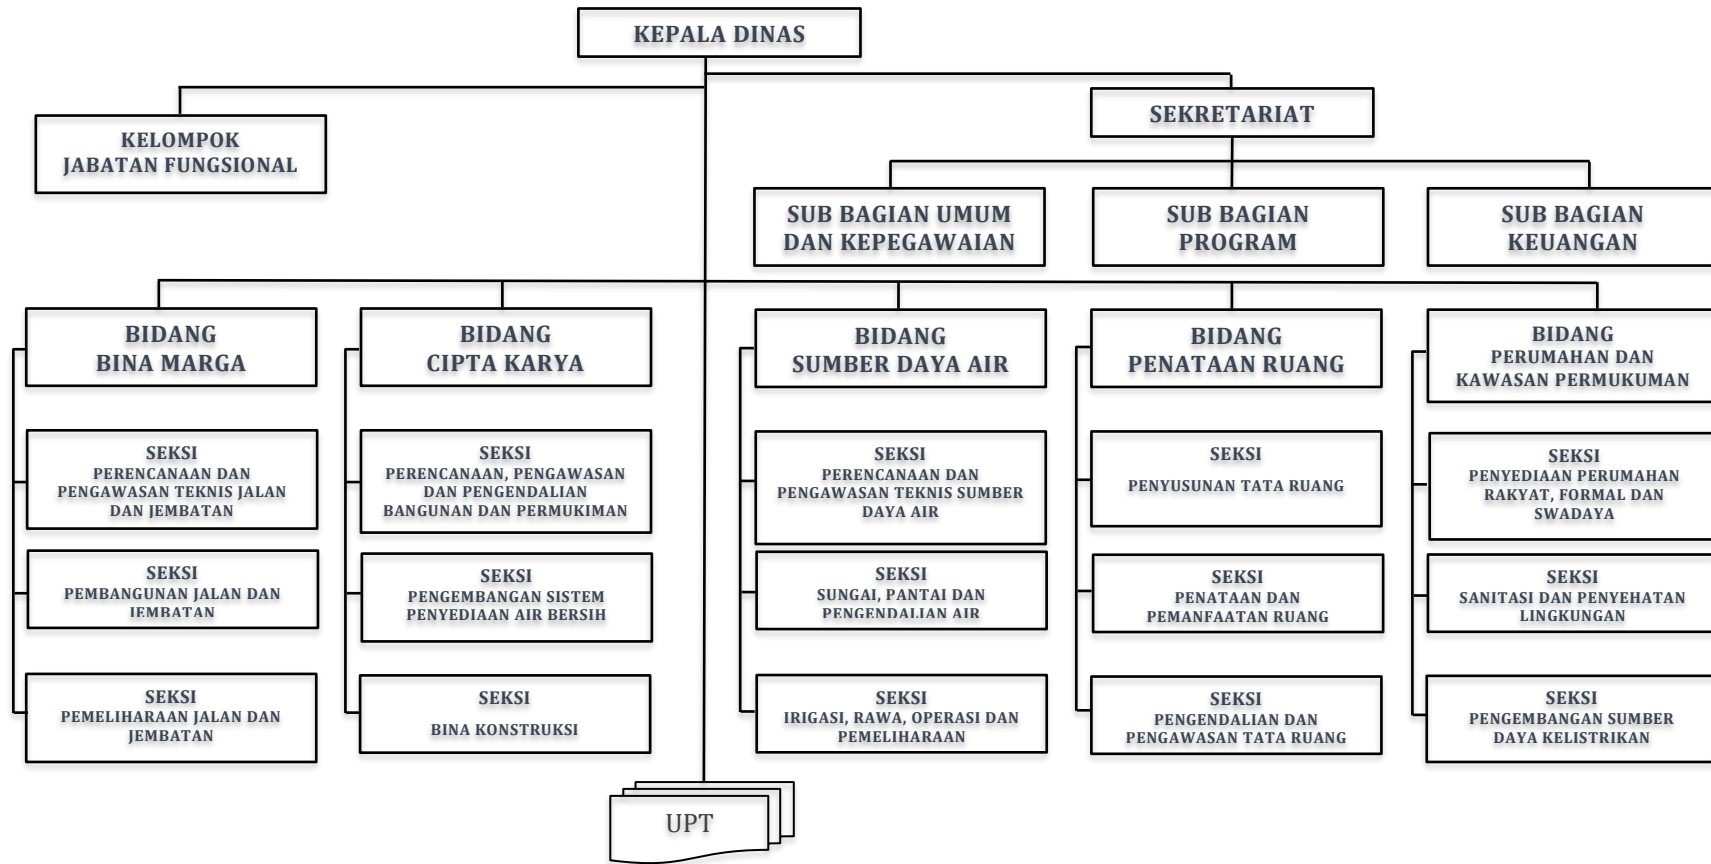 KEPALA DINAS
SEKRETARIAT
KELOMPOK
JABATAN FUNGSIONAL
SUB BAGIAN UMUM
DAN KEPEGAWAIAN
SUB BAGIAN
PROGRAM
SUB BAGIAN
KEUANGAN
BIDANG
BINA MARGA
BIDANG
CIPTA KARYA
BIDANG
SUMBER DAYA AIR
BIDANG
PENATAAN RUANG
BIDANG
PERUMAHAN DAN
KAWASAN PERMUKUMAN
SEKSI
PERENCANAAN DAN
PENGAWASAN TEKNIS JALAN
DAN JEMBATAN
SEKSI
PERENCANAAN, PENGAWASAN
DAN PENGENDALIAN
BANGUNAN DAN PERMUKIMAN
SEKSI
PERENCANAAN DAN
PENGAWASAN TEKNIS SUMBER
DAYA AIR
SEKSI
PENYUSUNAN TATA RUANG
SEKSI
PENYEDIAAN PERUMAHAN
RAKYAT, FORMAL DAN
SWADAYA
SEKSI
PEMBANGUNAN JALAN DAN
JEMBATAN
SEKSI
PENGEMBANGAN SISTEM
PENYEDIAAN AIR BERSIH
SEKSI
SUNGAI, PANTAI DAN
PENGENDALIAN AIR
SEKSI
PENATAAN DAN
PEMANFAATAN RUANG
SEKSI
SANITASI DAN PENYEHATAN
LINGKUNGAN
SEKSI
PEMELIHARAAN JALAN DAN
JEMBATAN
SEKSI
BINA KONSTRUKSI
SEKSI
IRIGASI, RAWA, OPERASI DAN
PEMELIHARAAN
SEKSI
PENGENDALIAN DAN
PENGAWASAN TATA RUANG
SEKSI
PENGEMBANGAN SUMBER
DAYA KELISTRIKAN
UPT